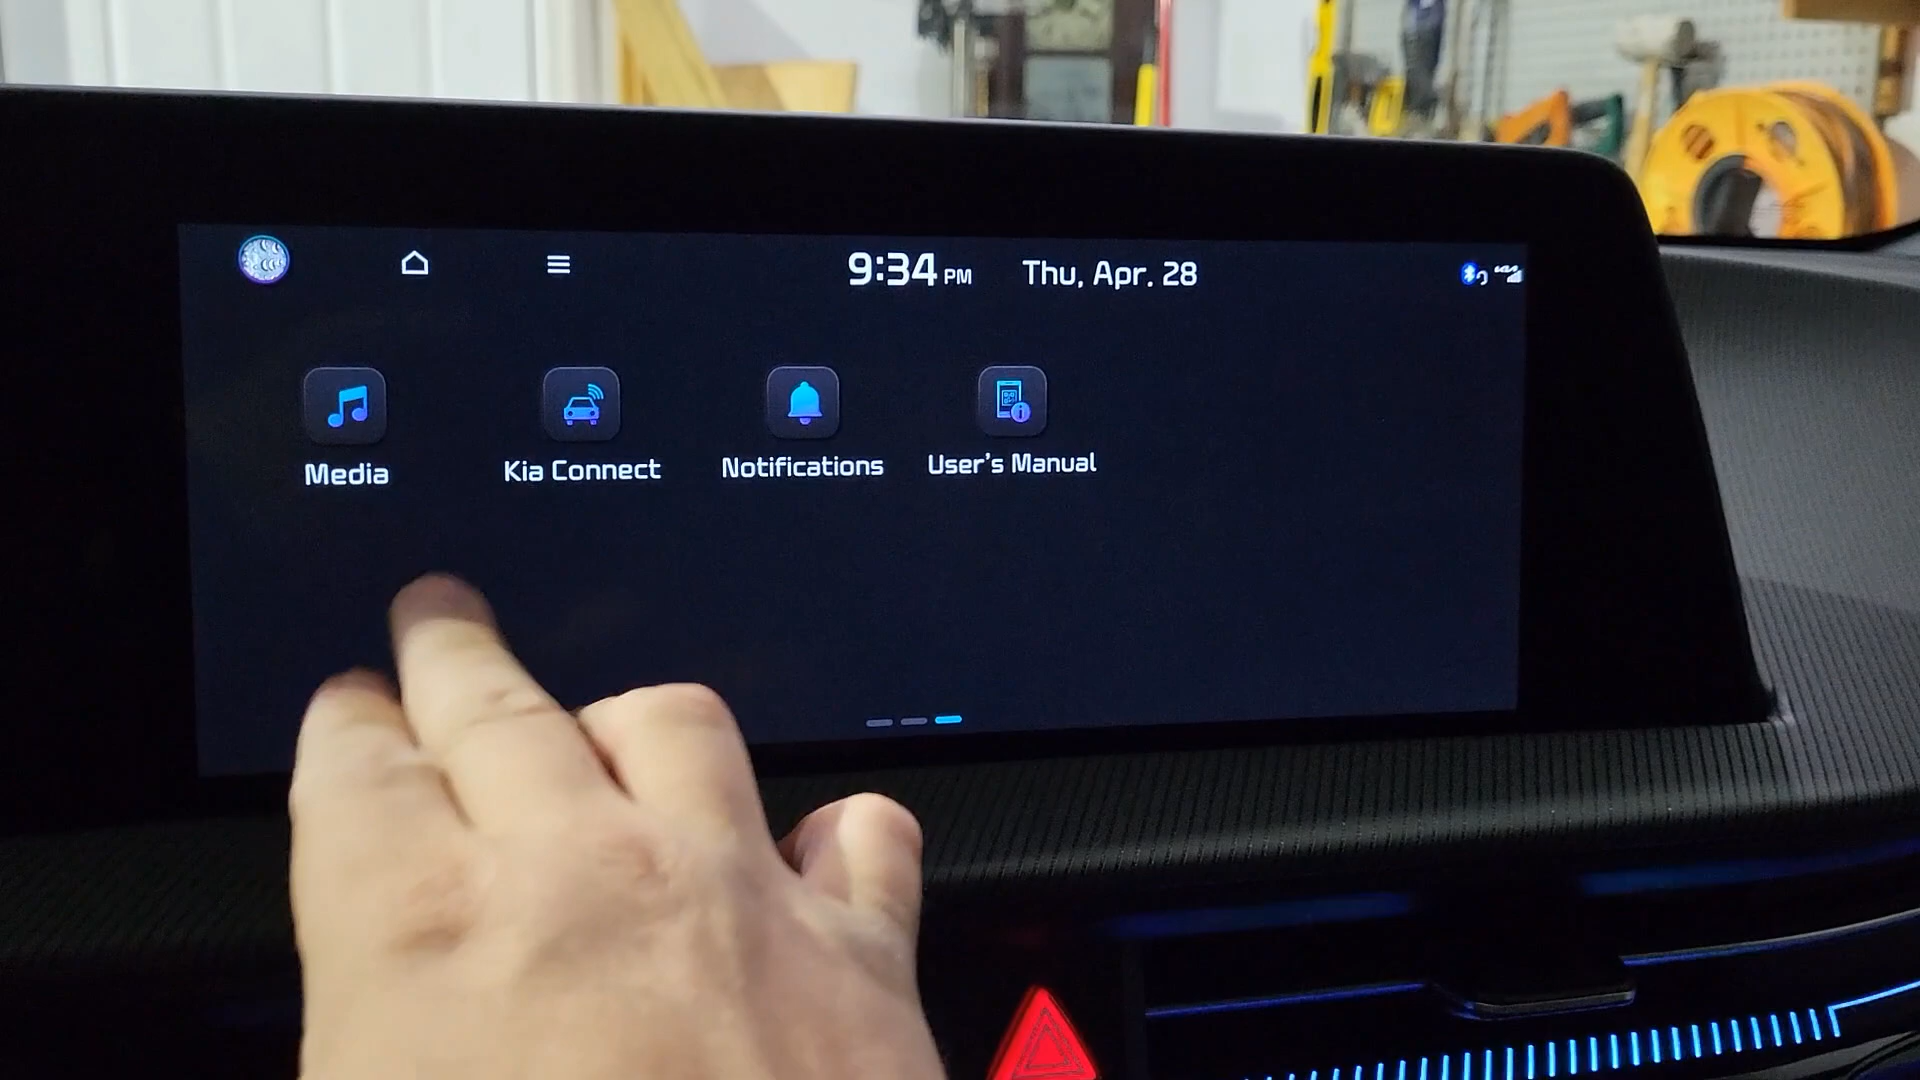 9:34 PM Thu, Apr. 28
Media
Kia Connect
Notifications
User's Manual